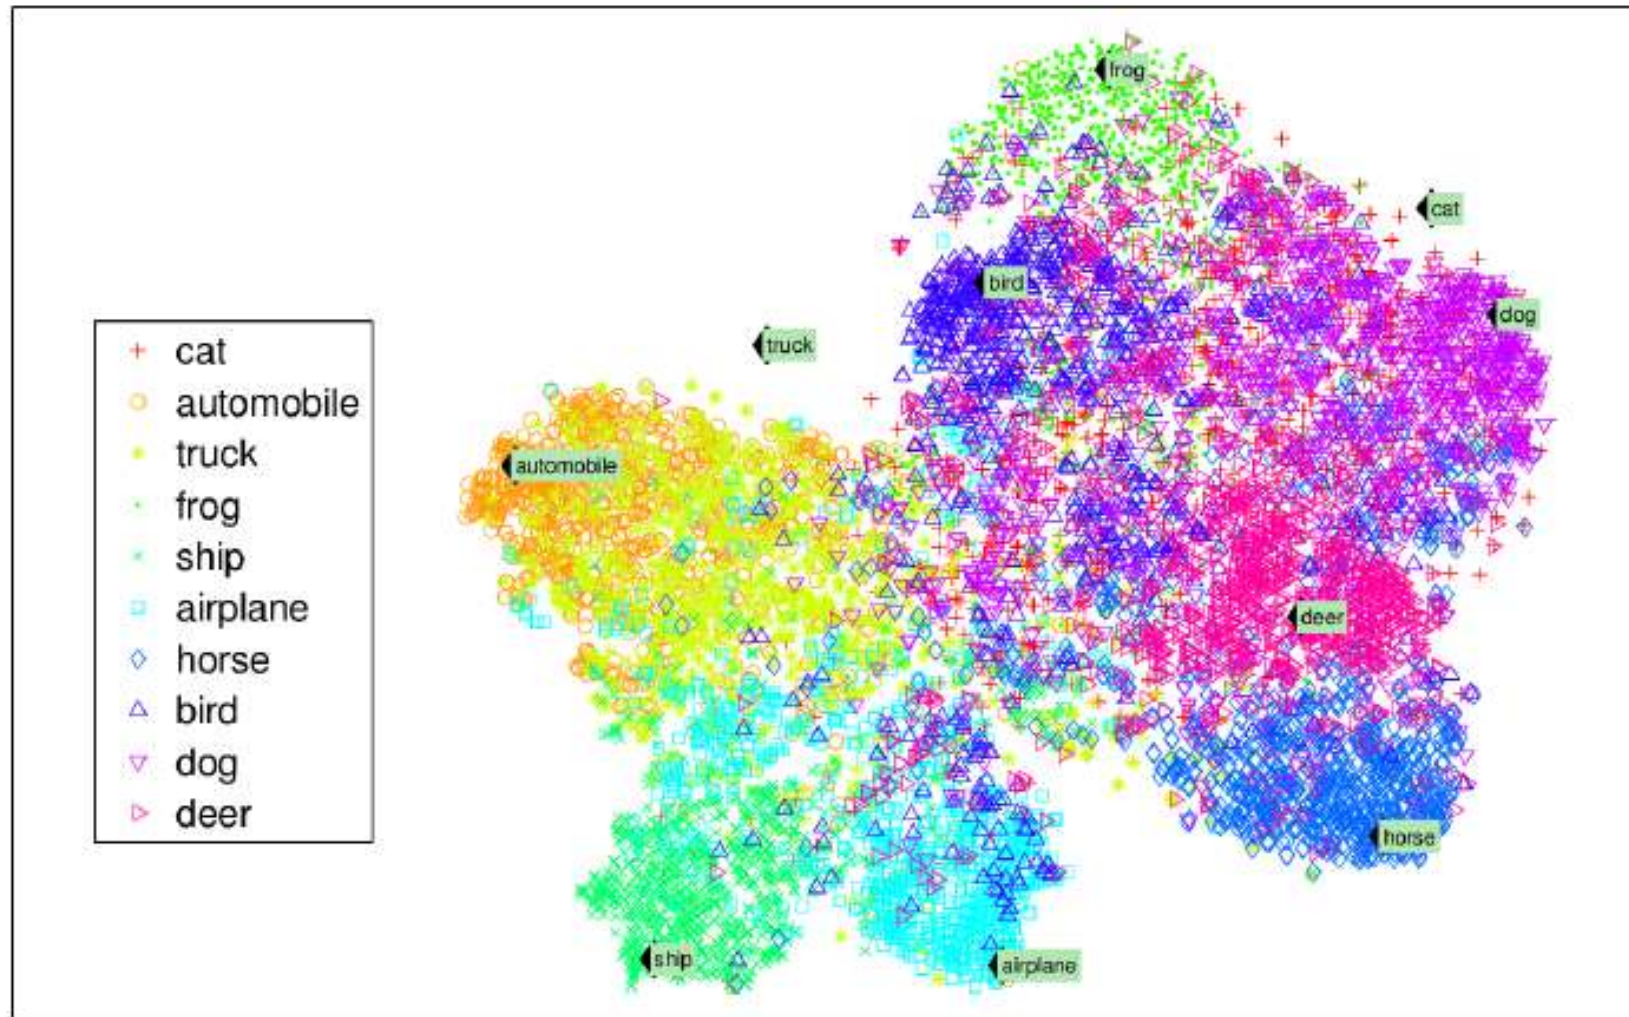 frog
cat
bird
dog
truck
cat
automobile
truck
frog
ship
airplane
horse
bird
dog
deer
automobile
deer
horse
ship
airplane